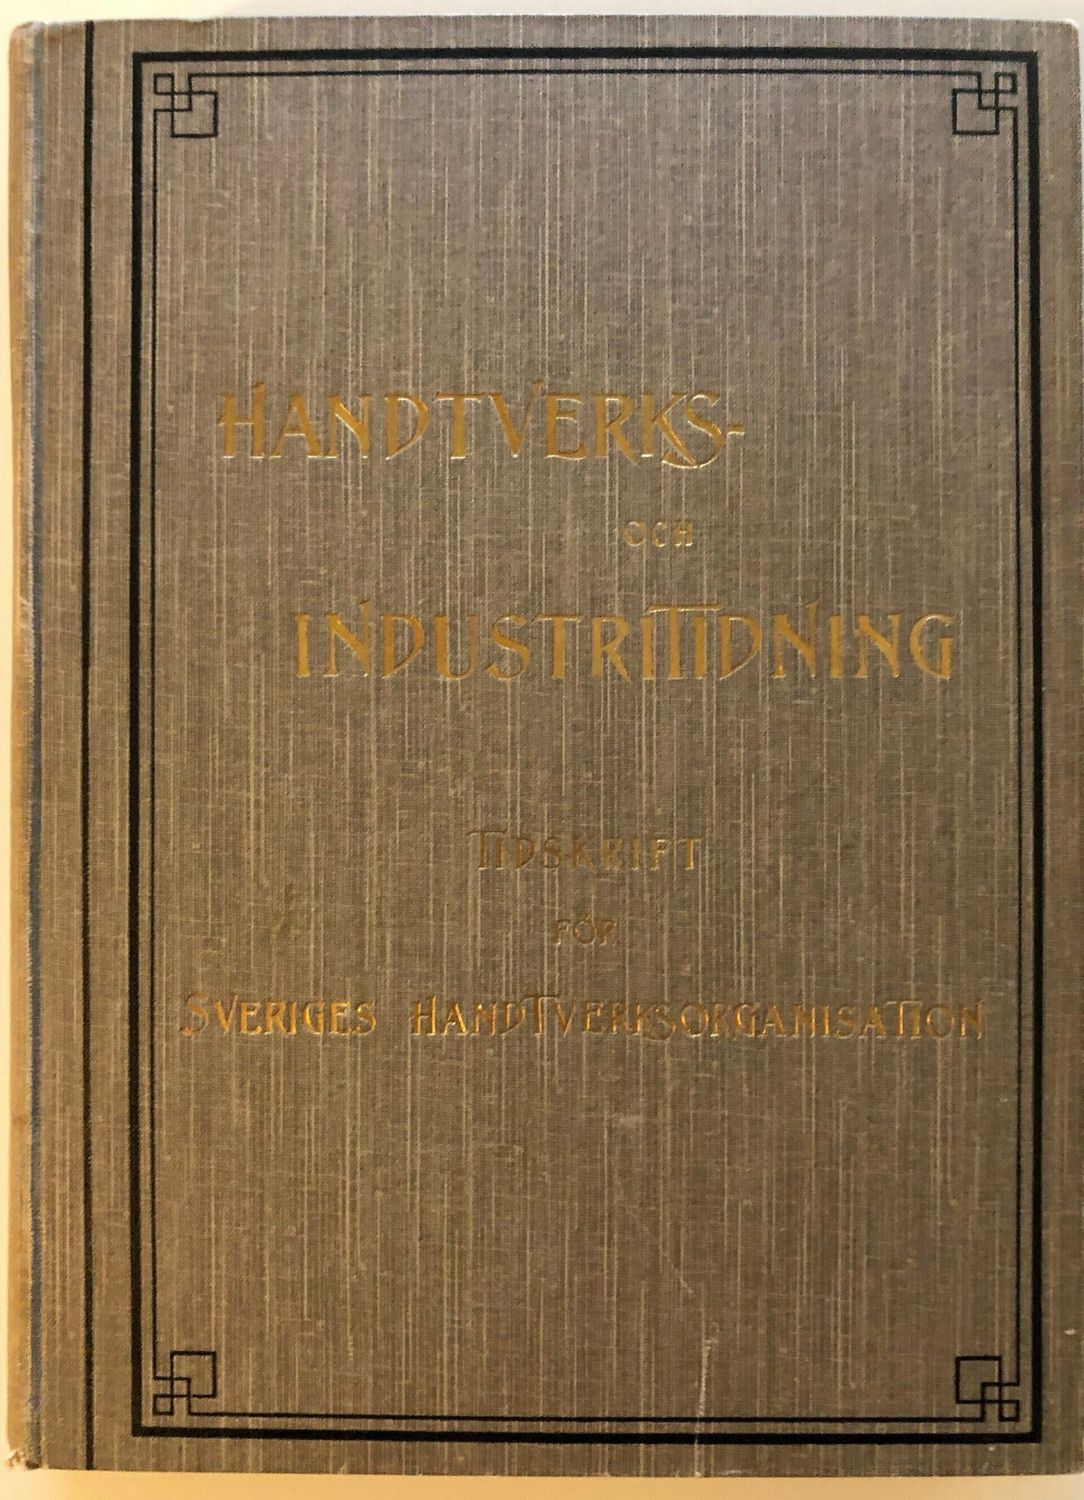 HANDTVERKS-
OCH
INDUSTRITIDNING
TIDSKRIFT
FÖR
SVERIGES HANDTVERKSORGANISATION